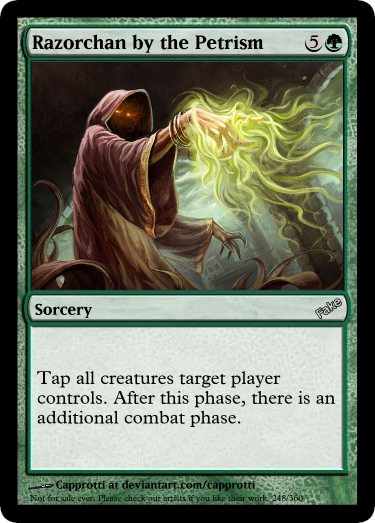 Razorchan by the Petrism 5
Sorcery Fake
Tap all creatures target player
controls. After this phase, there is an
additional combat phase.
Capprotti at deviantart.com/capprotti
Not for sale ever. Please check our artists if you like their work. 248/360